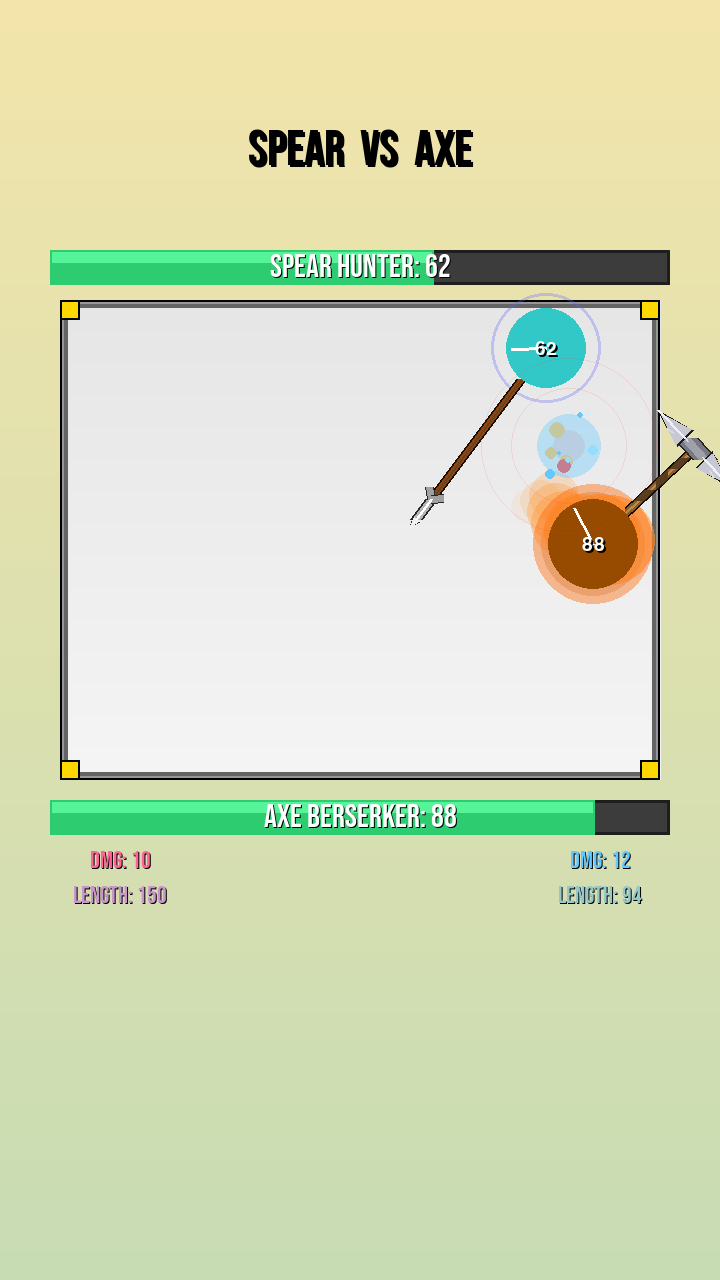 SPEAR VS AXE
SPEAR HUNTER: 62
62
88
AXE BERSERKER: 88
DMG: 10
DMG: 12
LENGTH: 150
LENGTH: 94